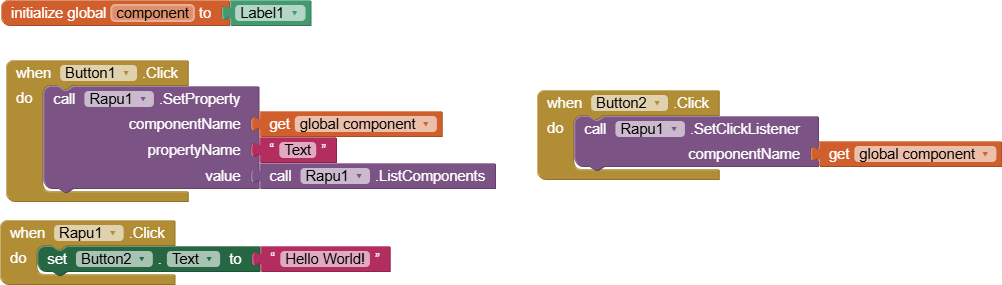 initialize global component to Label1
when Button1 .Click
do call Rapu1 .SetProperty
componentName get global component
propertyName “ Text ”
value call Rapu1 .ListComponents
when Button2 .Click
do call Rapu1 .SetClickListener
componentName get global component
when Rapu1 .Click
do set Button2 . Text to “ Hello World! ”